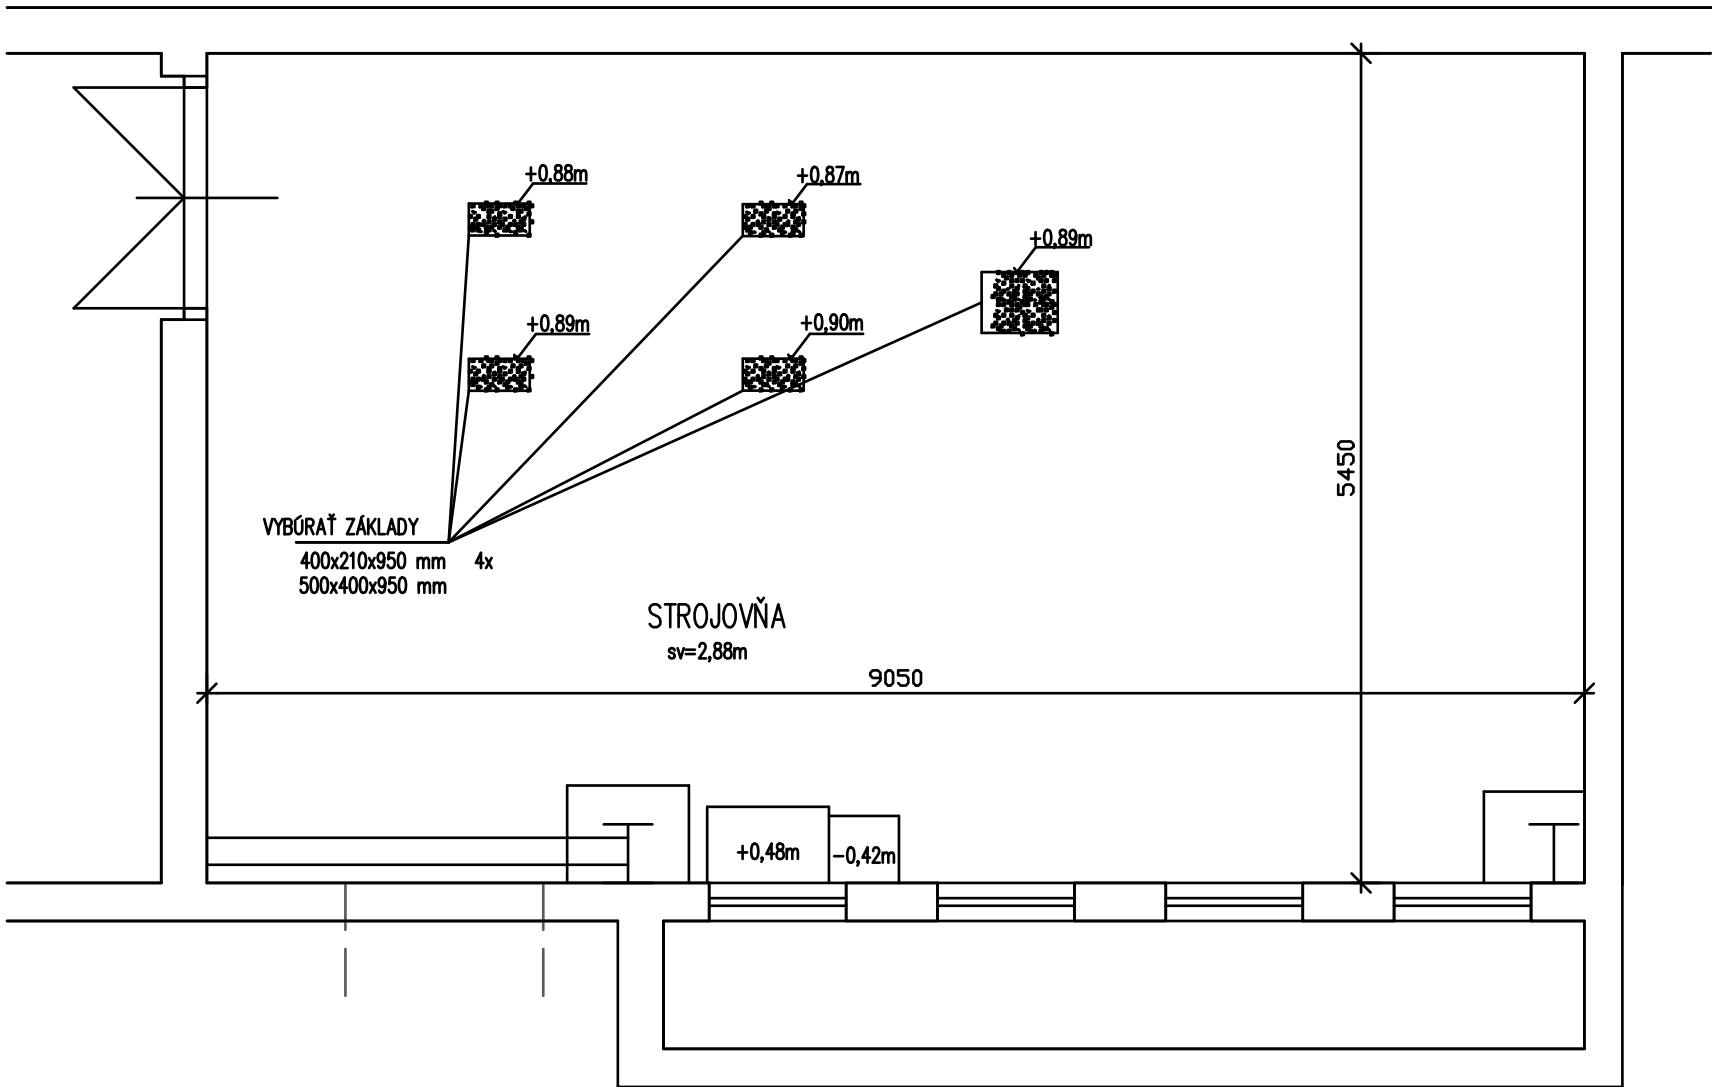 +0,88m
+0,87m
+0,89m
+0,89m
+0,90m
5450
VYBÚRAŤ ZÁKLADY
400x210x950 mm 4x
500x400x950 mm
STROJOVŇA
sv=2,88m
9050
+0,48m
-0,42m